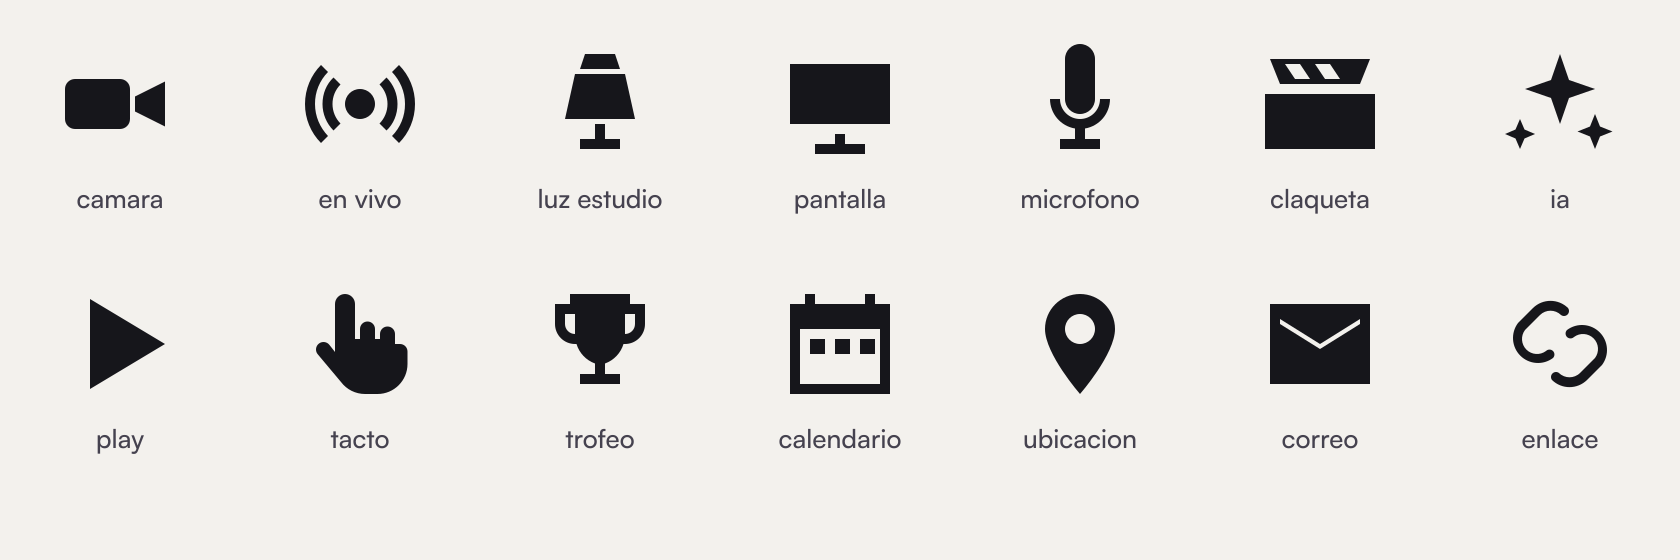 camara
en vivo
luz estudio
pantalla
microfono
claqueta
ia
play
tacto
trofeo
calendario
ubicacion
correo
enlace